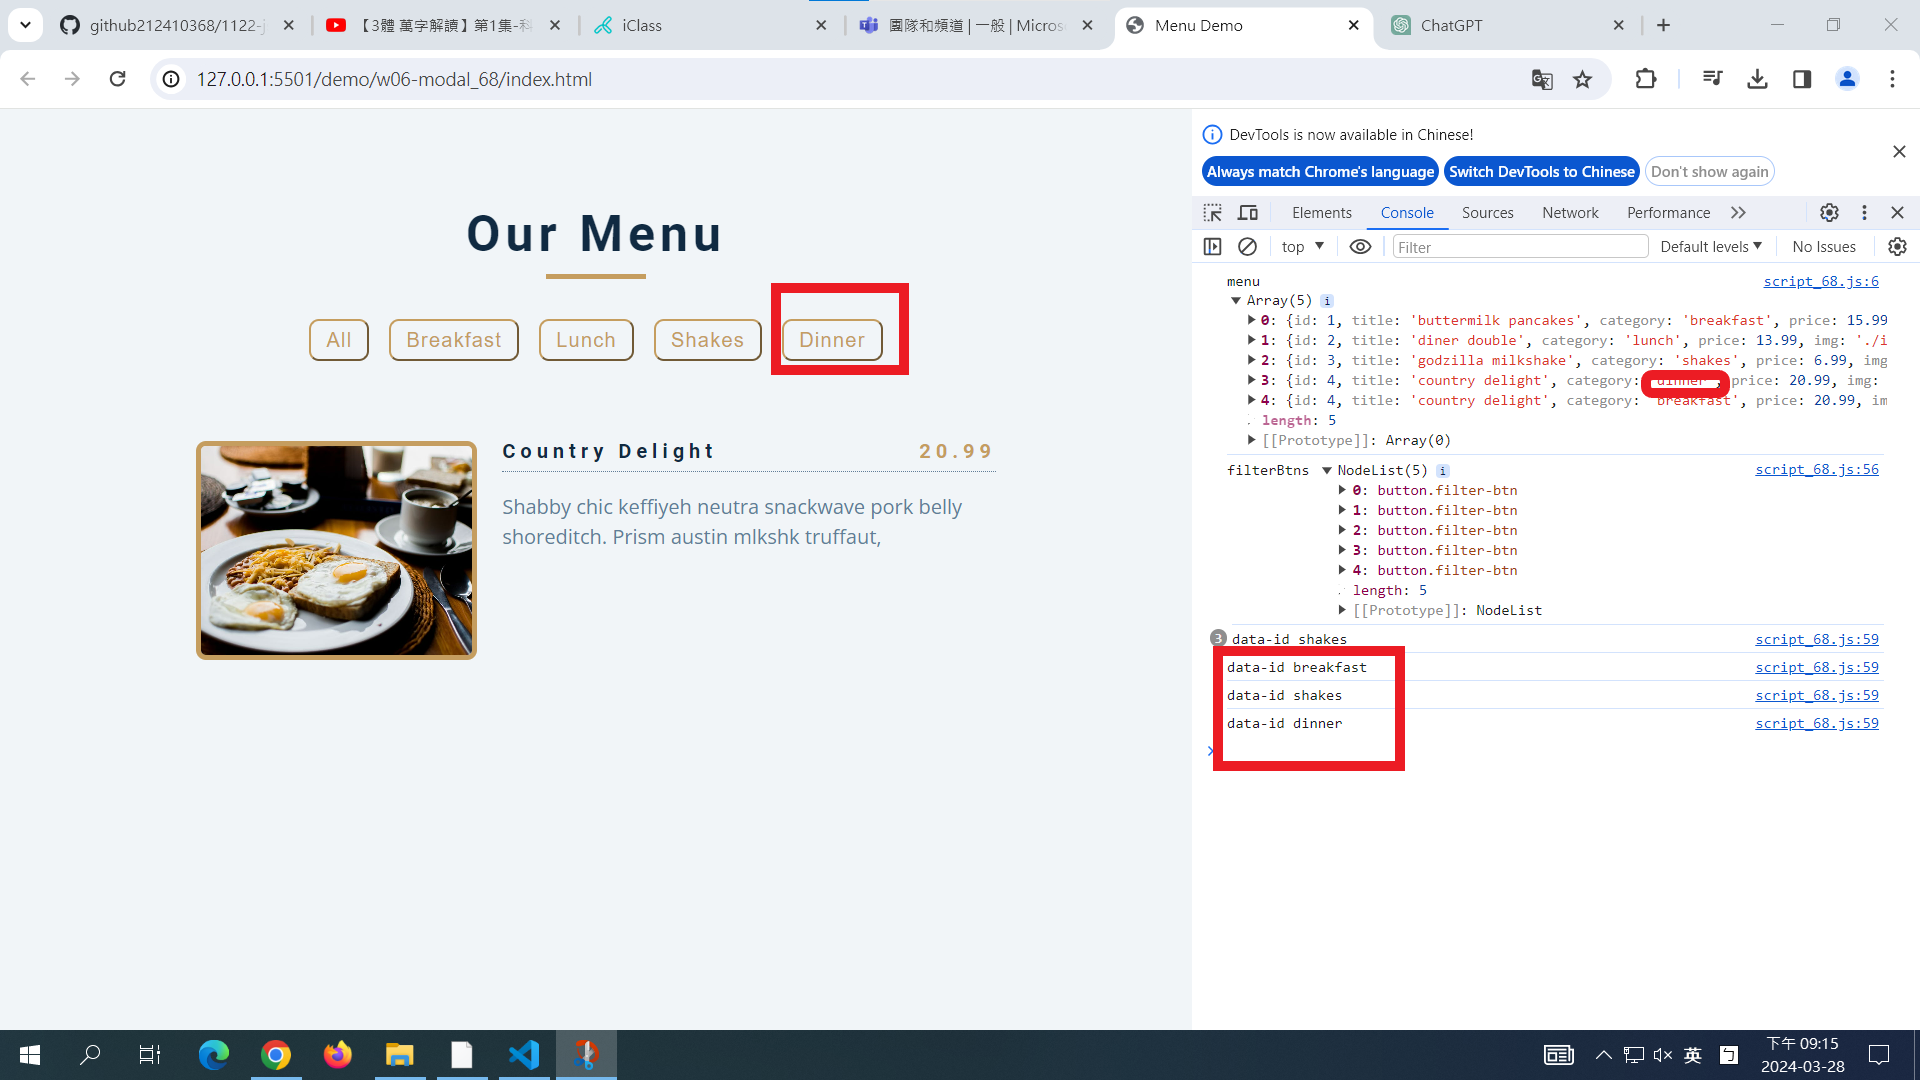 github212410368/1122-j
【3體 萬字解讀】第1集-科
iClass
團隊和頻道 | 一般 | Micros
Menu Demo
ChatGPT
127.0.0.1:5501/demo/w06-modal_68/index.html
Our Menu
All
Breakfast
Lunch
Shakes
Dinner
Country Delight
20.99
Shabby chic keffiyeh neutra snackwave pork belly
shoreditch. Prism austin mlkshk truffaut,
DevTools is now available in Chinese!
Always match Chrome's language
Switch DevTools to Chinese
Don't show again
Elements
Console
Sources
Network
Performance
top
Filter
Default levels
No Issues
menu
script_68.js:6
Array(5)
0: {id: 1, title: 'buttermilk pancakes', category: 'breakfast', price: 15.99
1: {id: 2, title: 'diner double', category: 'lunch', price: 13.99, img: './i
2: {id: 3, title: 'godzilla milkshake', category: 'shakes', price: 6.99, img
3: {id: 4, title: 'country delight', category: 'dinner', price: 20.99, img:
4: {id: 4, title: 'country delight', category: 'breakfast', price: 20.99, im
length: 5
[[Prototype]]: Array(0)
filterBtns
NodeList(5)
script_68.js:56
0: button.filter-btn
1: button.filter-btn
2: button.filter-btn
3: button.filter-btn
4: button.filter-btn
length: 5
[[Prototype]]: NodeList
3 data-id shakes
script_68.js:59
data-id breakfast
script_68.js:59
data-id shakes
script_68.js:59
data-id dinner
script_68.js:59
英
ㄅ
下午 09:15
2024-03-28